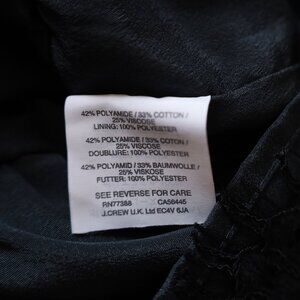 42% POLYAMIDE / 33% COTTON /
25% VISCOSE
LINING: 100% POLYESTER
42% POLYAMIDE / 33% COTON /
25% VISCOSE
DOUBLURE: 100% POLYESTER
42% POLYAMID / 33% BAUMWOLLE /
25% VISKOSE
FUTTER: 100% POLYESTER
SEE REVERSE FOR CARE
RN77388 CA56445
J.CREW U.K. Ltd EC4V 6JA